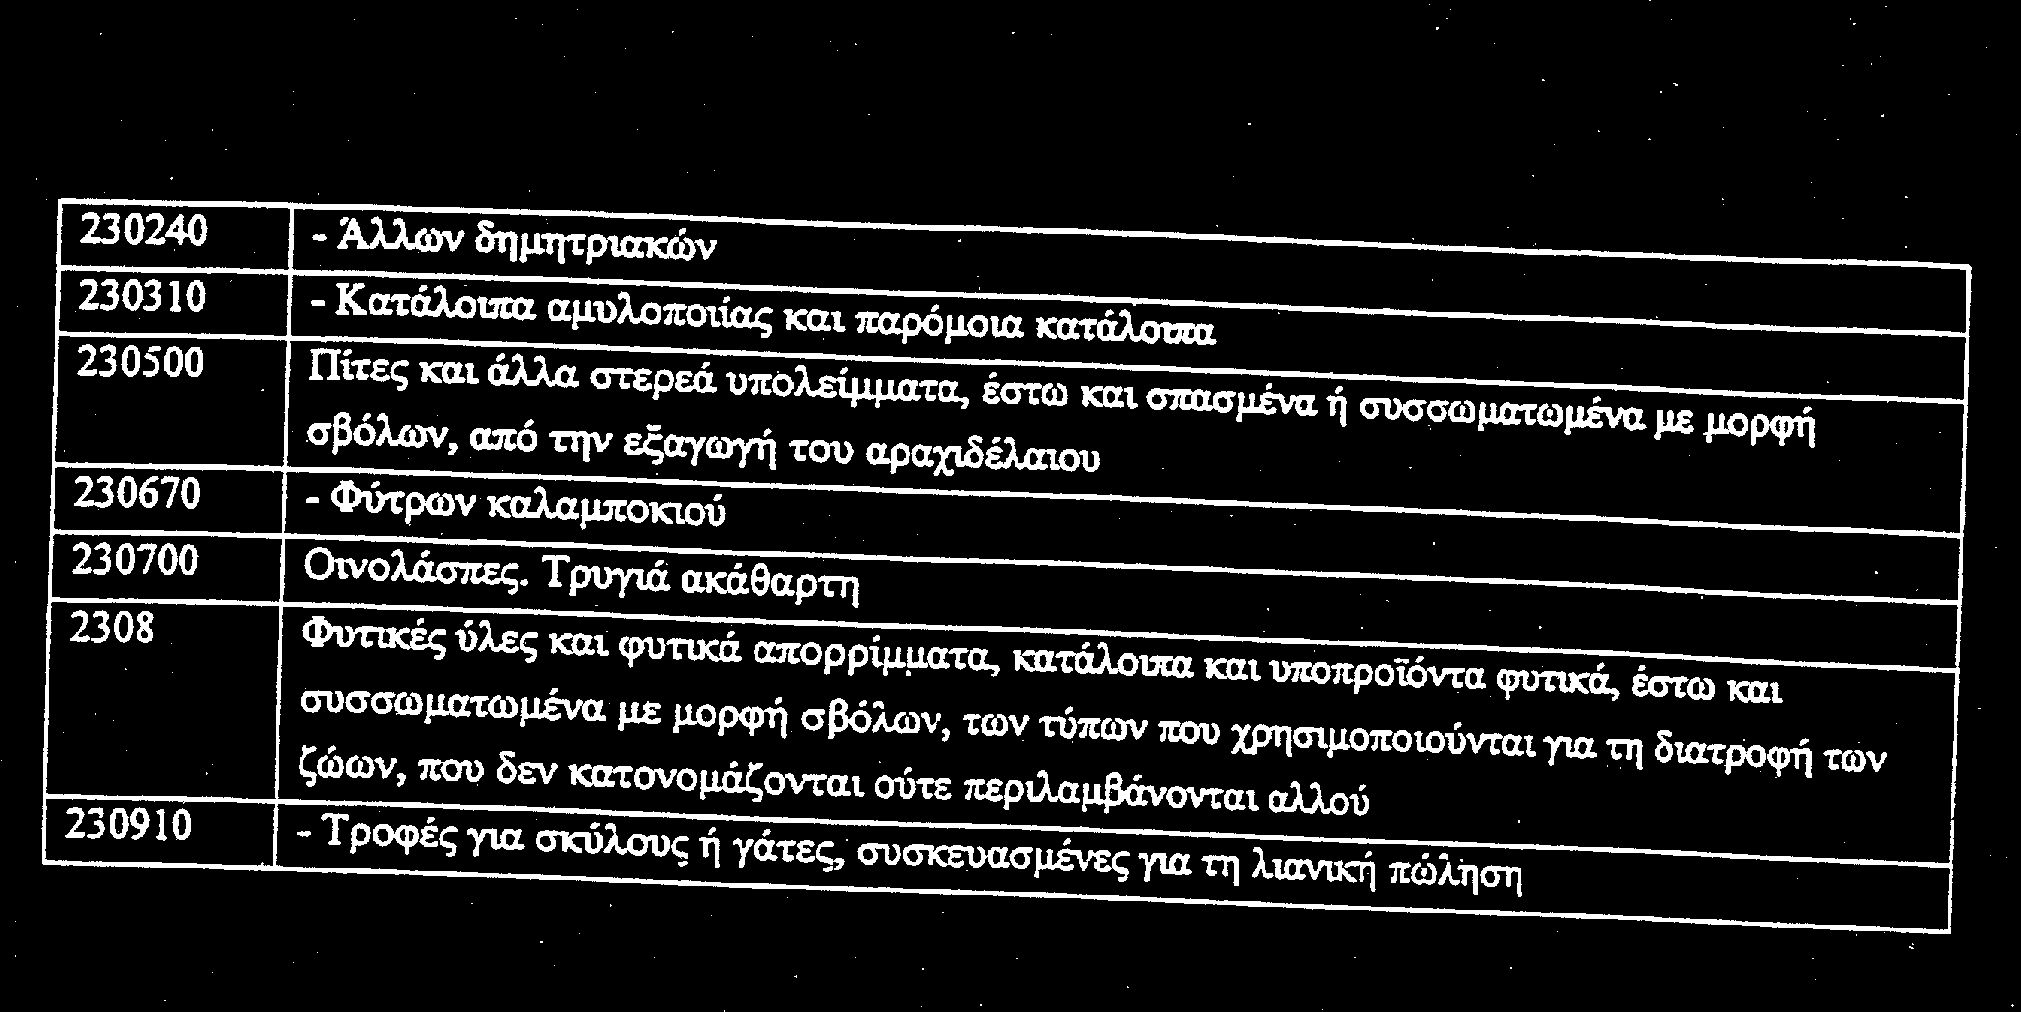 230240 - Άλλων δημητριακών
230310 - Κατάλοιπα αμυλοποιίας και παρόμοια κατάλοιπα
230500 Πίτες και άλλα στερεά υπολείμματα, έστω και σπασμένα ή συσσωματωμένα με μορφή
σβόλων, από την εξαγωγή του αραχιδέλαιου
230670 - Φύτρων καλαμποκιού
230700 Οινολάσπες. Τρυγιά ακάθαρτη
2308 Φυτικές ύλες και φυτικά απορρίμματα, κατάλοιπα και υποπροϊόντα φυτικά, έστω και
συσσωματωμένα με μορφή σβόλων, των τύπων που χρησιμοποιούνται για τη διατροφή των
ζώων, που δεν κατονομάζονται ούτε περιλαμβάνονται αλλού
230910 - Τροφές για σκύλους ή γάτες, συσκευασμένες για τη λιανική πώληση